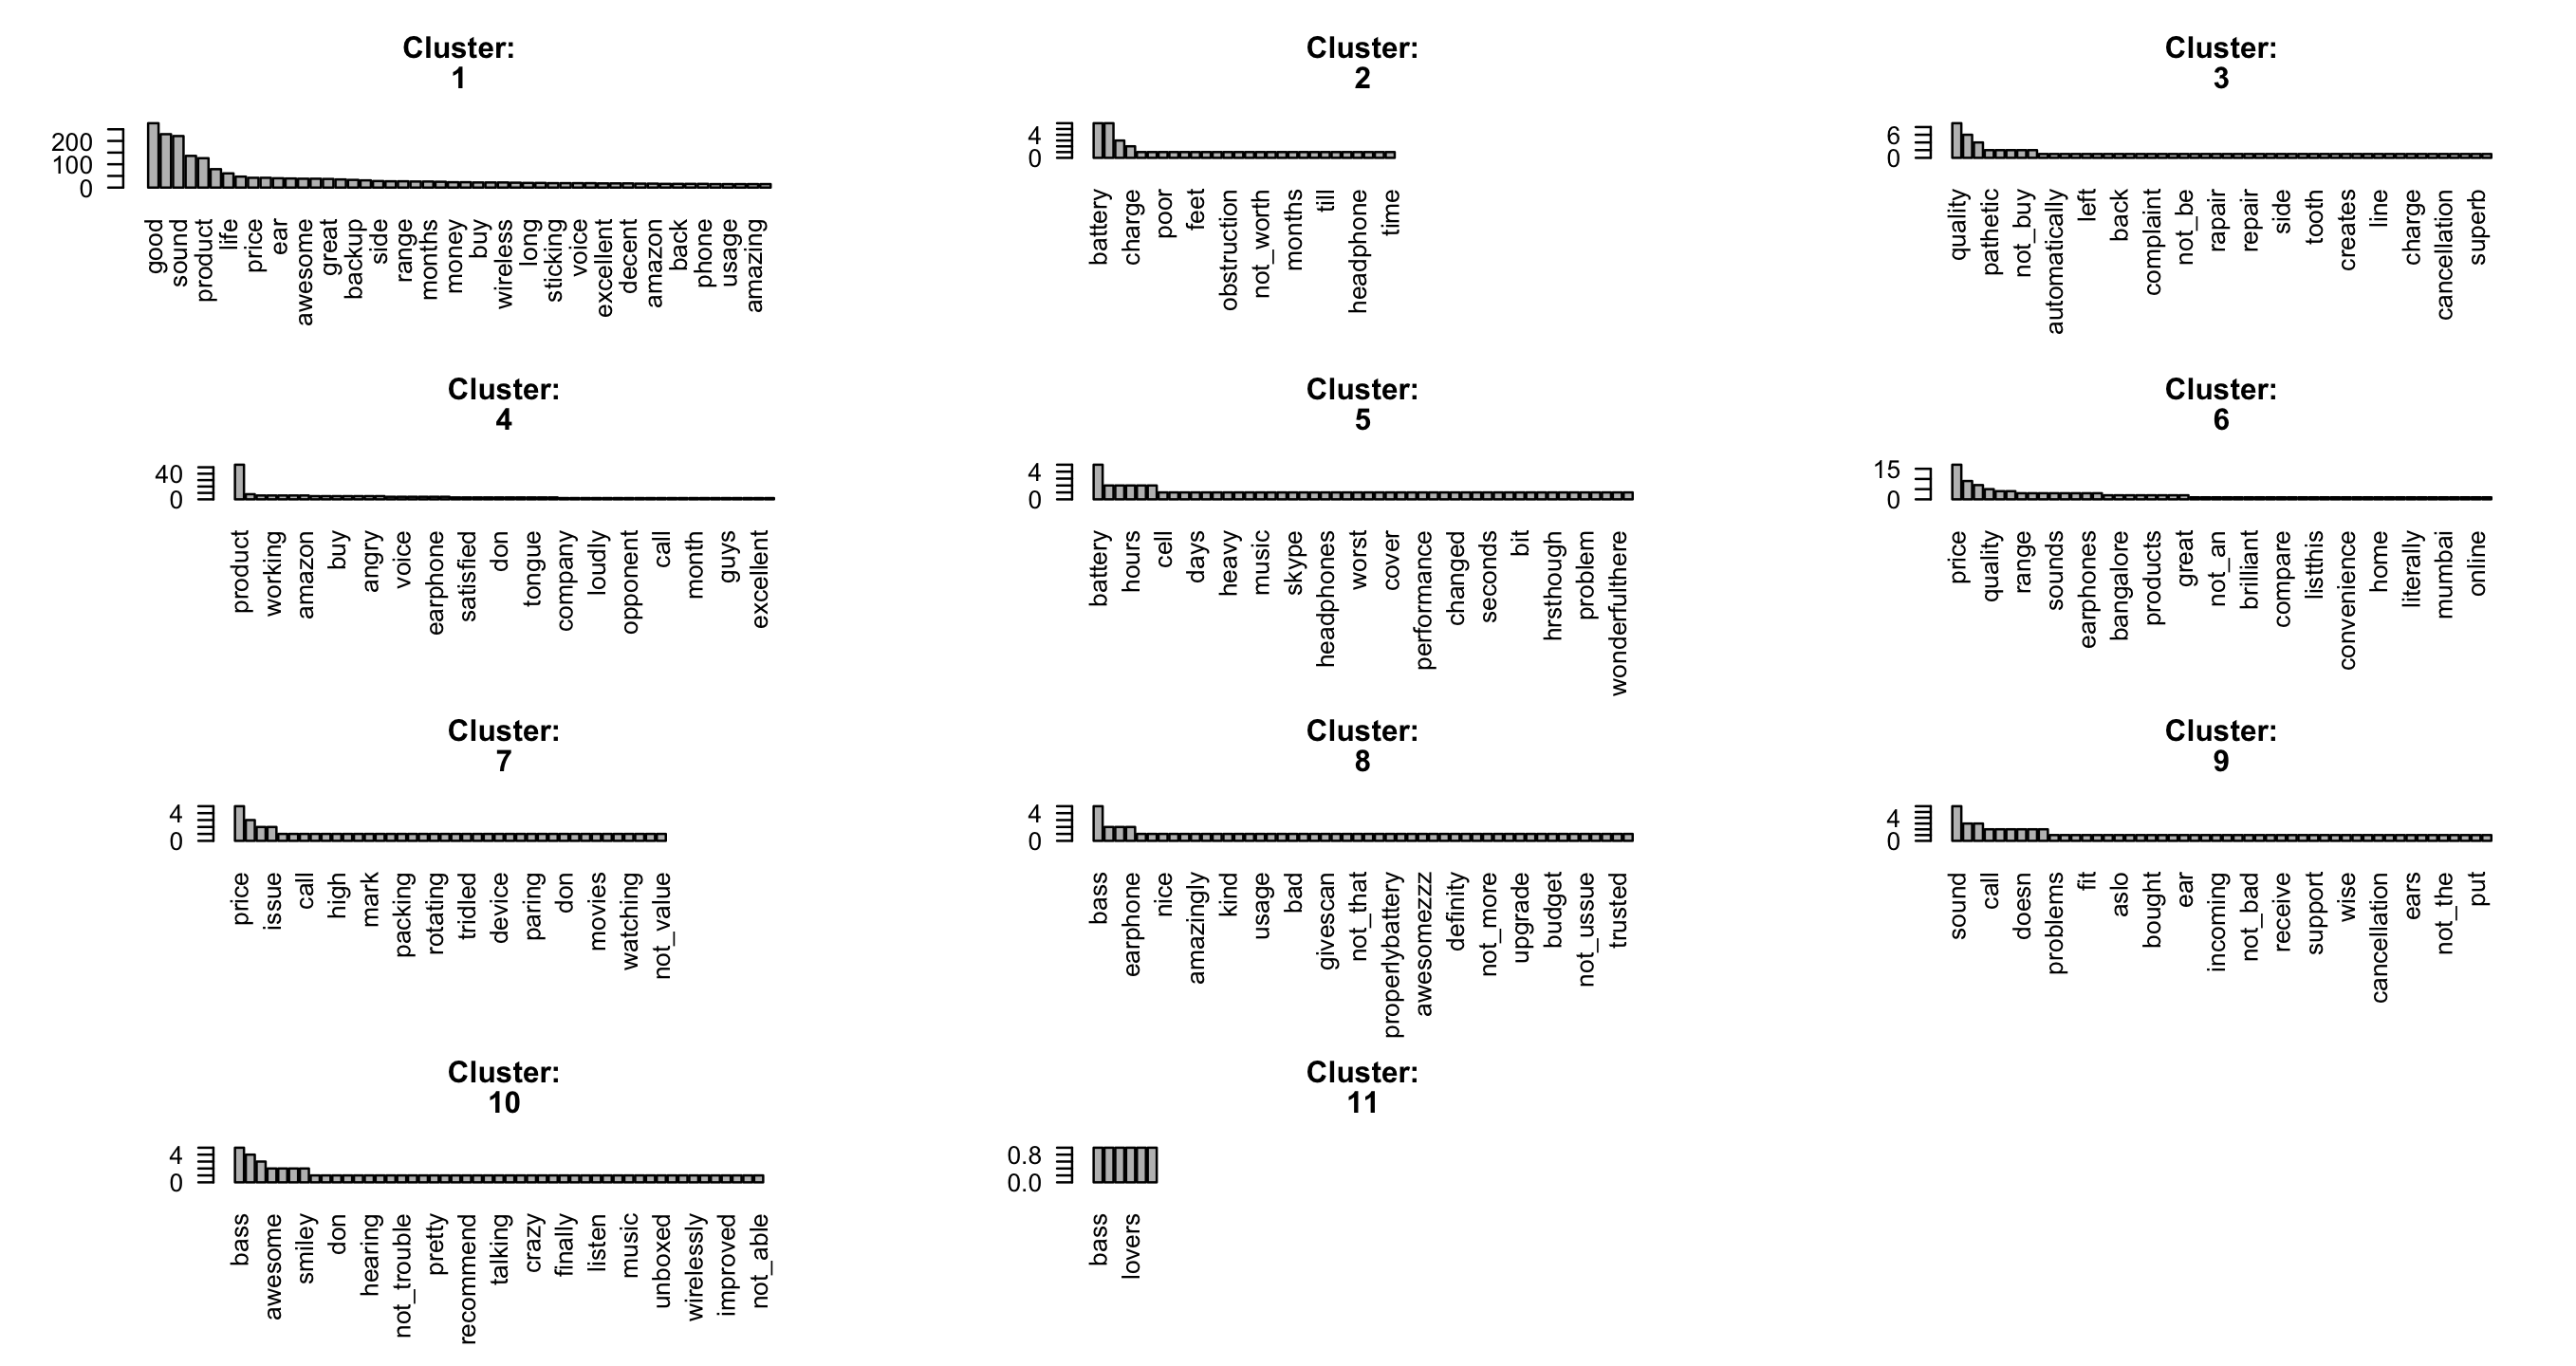 Cluster:
1
200
100
0
good
sound
product
life
price
ear
awesome
great
backup
side
range
months
money
buy
wireless
long
sticking
voice
excellent
decent
amazon
back
phone
usage
amazing
Cluster:
2
4
0
battery
charge
poor
feet
obstruction
not_worth
months
till
headphone
time
Cluster:
3
6
0
quality
pathetic
not_buy
automatically
left
back
complaint
not_be
rapair
repair
side
tooth
creates
line
charge
cancellation
superb
Cluster:
4
40
0
product
working
amazon
buy
angry
voice
earphone
satisfied
don
tongue
company
loudly
opponent
call
month
guys
excellent
Cluster:
5
4
0
battery
hours
cell
days
heavy
music
skype
headphones
worst
cover
performance
changed
seconds
bit
hrsthough
problem
wonderfulthere
Cluster:
6
15
0
price
quality
range
sounds
earphones
bangalore
products
great
not_an
brilliant
compare
listthis
convenience
home
literally
mumbai
online
Cluster:
7
4
0
price
issue
call
high
mark
packing
rotating
tridled
device
paring
don
movies
watching
not_value
Cluster:
8
4
0
bass
earphone
nice
amazingly
kind
usage
bad
givescan
not_that
properlybattery
awesomezzz
definity
not_more
upgrade
budget
not_ussue
trusted
Cluster:
9
4
0
sound
call
doesn
problems
fit
aslo
bought
ear
incoming
not_bad
receive
support
wise
cancellation
ears
not_the
put
Cluster:
10
4
0
bass
awesome
smiley
don
hearing
not_trouble
pretty
recommend
talking
crazy
finally
listen
music
unboxed
wirelessly
improved
not_able
Cluster:
11
0.8
0.0
bass
lovers